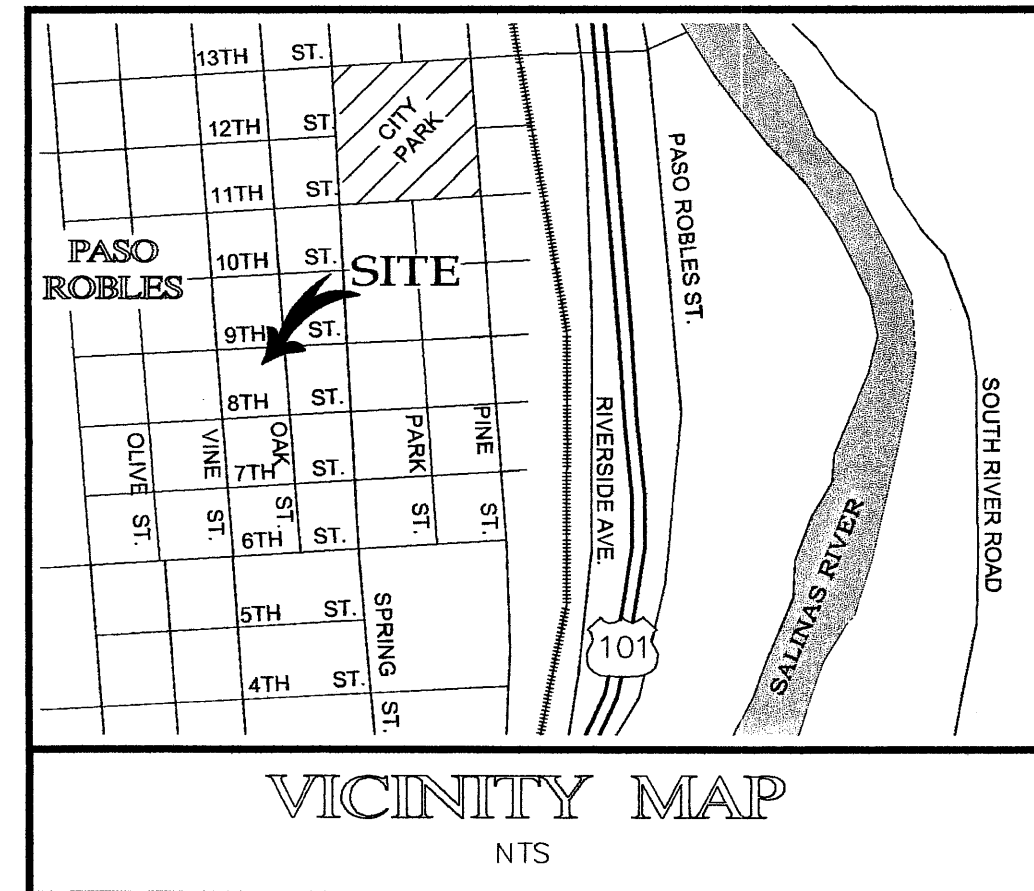 13TH ST.
12TH ST.
CITY
PARK
11TH ST.
PASO
ROBLES
10TH ST.
SITE
9TH ST.
8TH ST.
7TH ST.
6TH ST.
5TH ST.
4TH ST.
OLIVE ST.
VINE ST.
OAK ST.
SPRING ST.
PARK ST.
PINE ST.
RIVERSIDE AVE.
101
PASO ROBLES ST.
SALINAS RIVER
SOUTH RIVER ROAD
VICINITY MAP
NTS